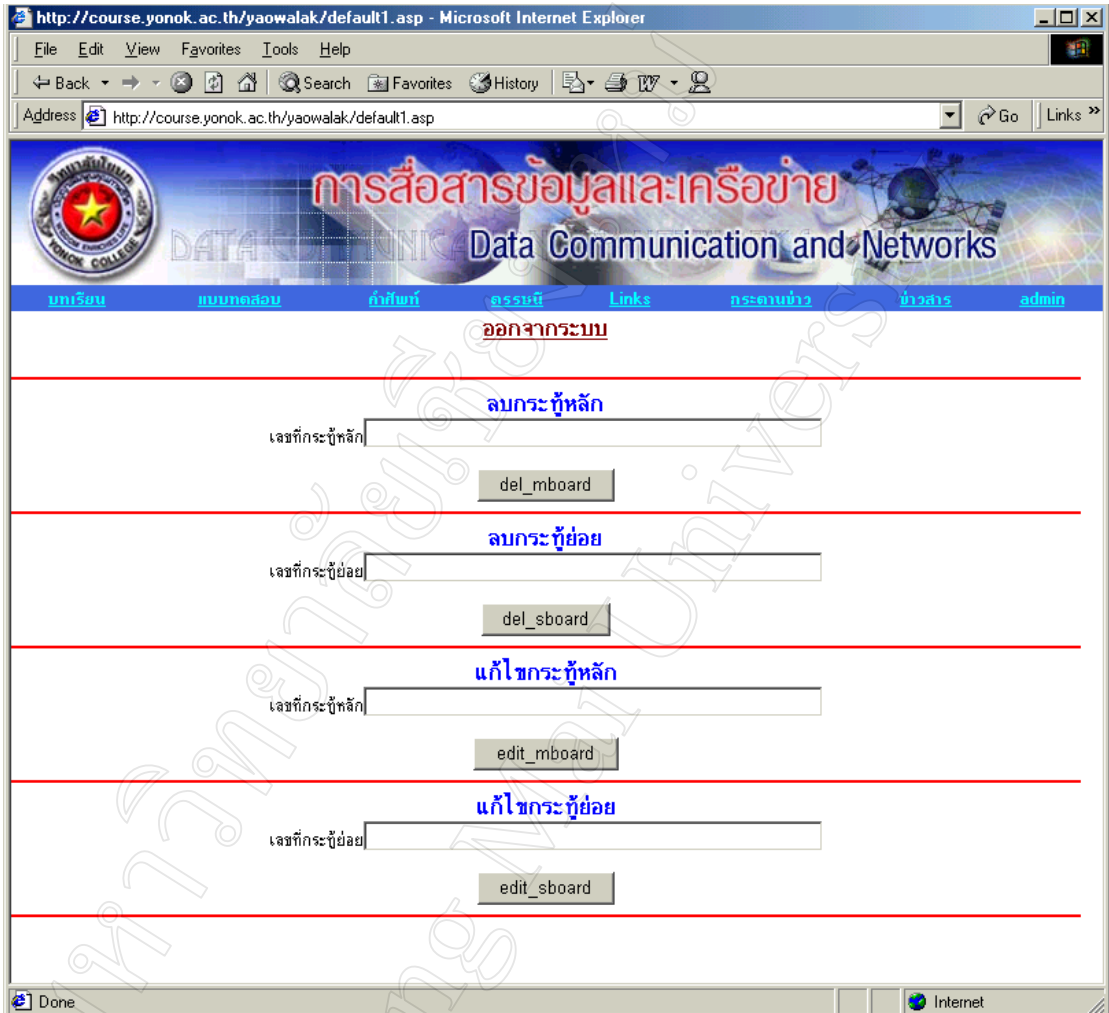 http://course.yonok.ac.th/yaowalak/default1.asp - Microsoft Internet Explorer
File Edit View Favorites Tools Help
Back Search Favorites History
Address http://course.yonok.ac.th/yaowalak/default1.asp Go Links »
การสื่อสารข้อมูลและเครือข่าย
Data Communication and Networks
บทเรียน แบบทดสอบ คำศัพท์ ดรรชนี Links กระดานข่าว ข่าวสาร admin
ออกจากระบบ
ลบกระทู้หลัก
เลขที่กระทู้หลัก
del_mboard
ลบกระทู้ย่อย
เลขที่กระทู้ย่อย
del_sboard
แก้ไขกระทู้หลัก
เลขที่กระทู้หลัก
edit_mboard
แก้ไขกระทู้ย่อย
เลขที่กระทู้ย่อย
edit_sboard
Done Internet